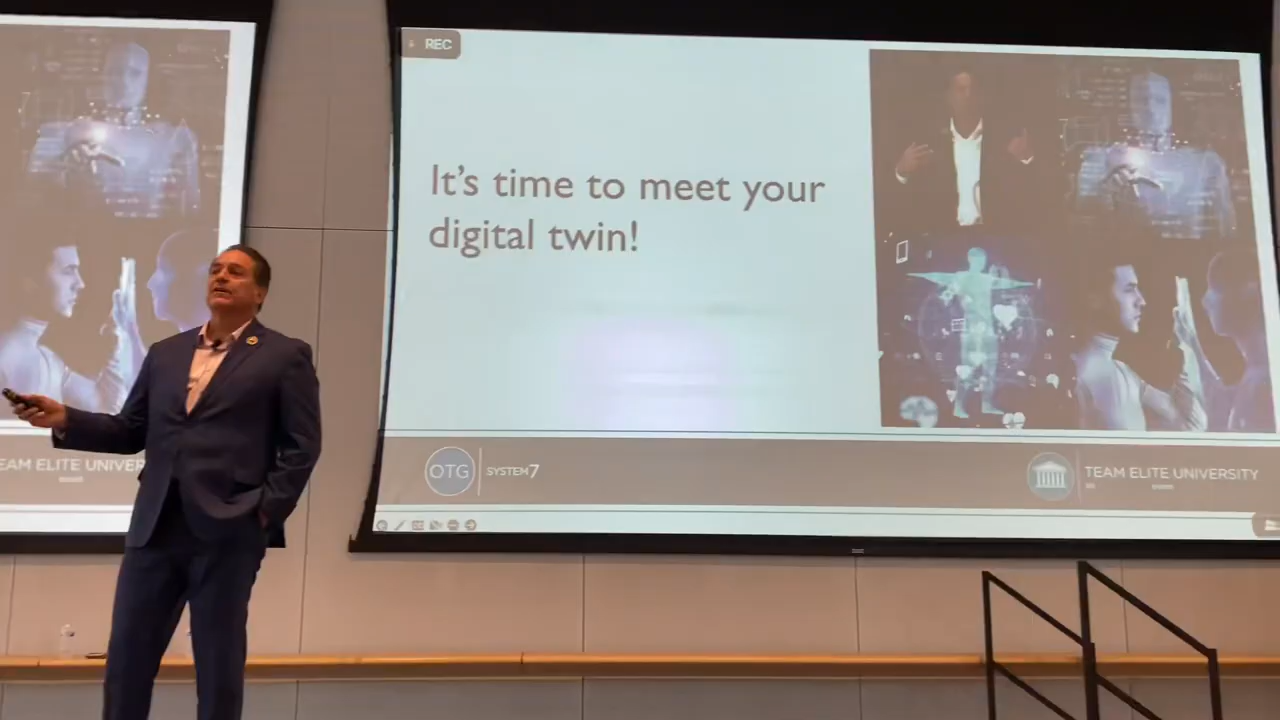 REC
It's time to meet your
digital twin!
OTG SYSTEM7
TEAM ELITE UNIVERSITY
EAM ELITE UNIVER